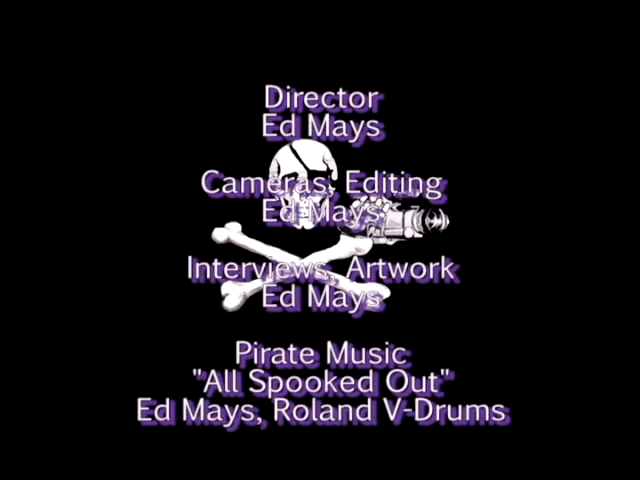 Director
Ed Mays
Cameras, Editing
Ed Mays
Interviews, Artwork
Ed Mays
Pirate Music
"All Spooked Out"
Ed Mays, Roland V-Drums